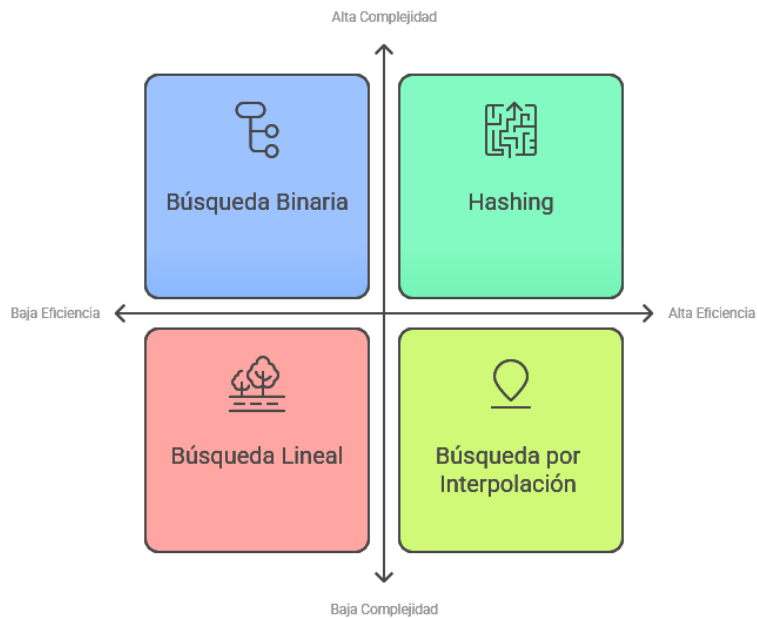 Alta Complejidad
Búsqueda Binaria
Hashing
Baja Eficiencia
Alta Eficiencia
Búsqueda Lineal
Búsqueda por
Interpolación
Baja Complejidad